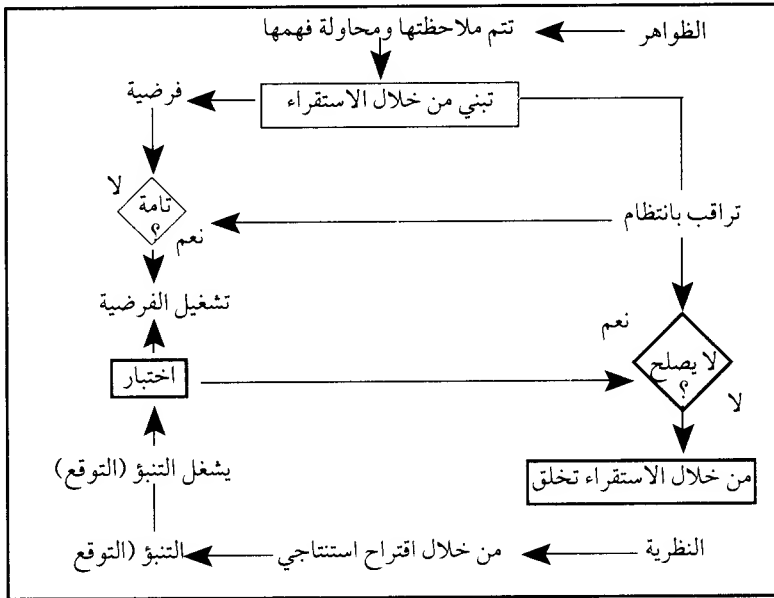 الظواهر
تتم ملاحظتها ومحاولة فهمها
تبني من خلال الاستقراء
فرضية
لا
تامة
؟
نعم
تراقب بانتظام
تشغيل الفرضية
نعم
لا يصلح
؟
لا
اختبار
يشغل التنبؤ (التوقع)
من خلال الاستقراء تخلق
النظرية
من خلال اقتراح استنتاجي
التنبؤ (التوقع